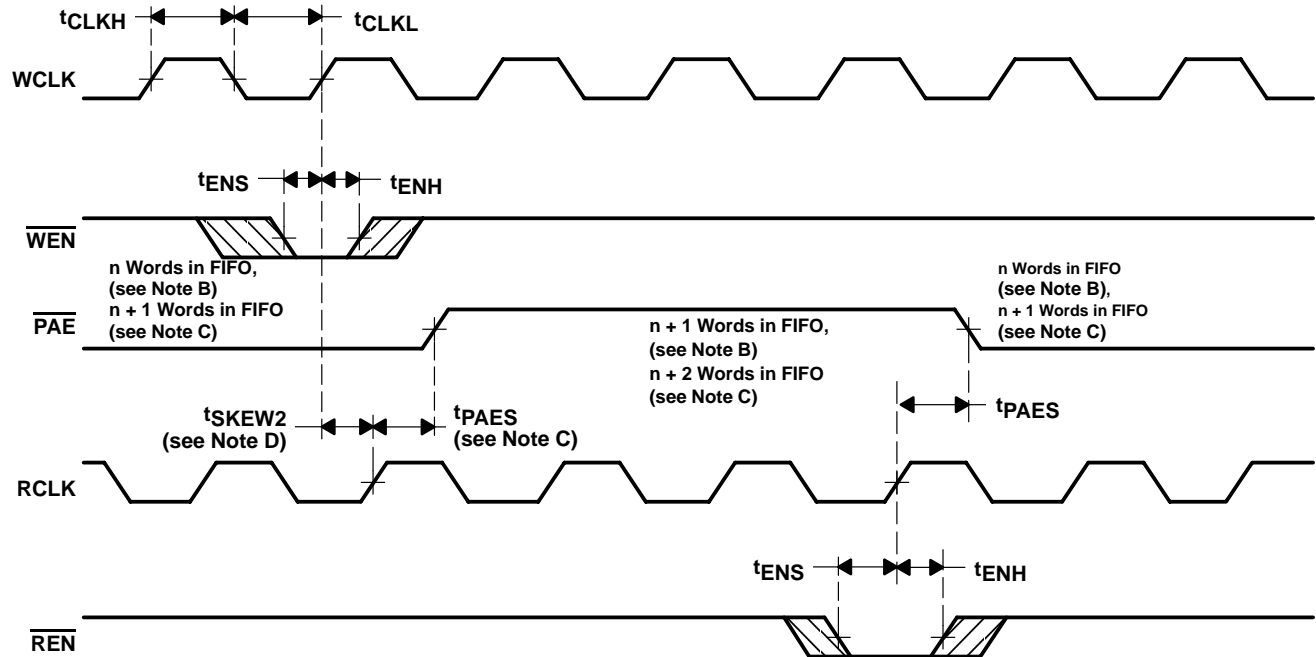 tCLKH
tCLKL
WCLK
tENS
tENH
WEN
n Words in FIFO,
(see Note B)
n + 1 Words in FIFO
(see Note C)
PAE
n + 1 Words in FIFO,
(see Note B)
n + 2 Words in FIFO
(see Note C)
n Words in FIFO
(see Note B),
n + 1 Words in FIFO
(see Note C)
tSKEW2
(see Note D)
tPAES
(see Note C)
tPAES
RCLK
tENS
tENH
REN